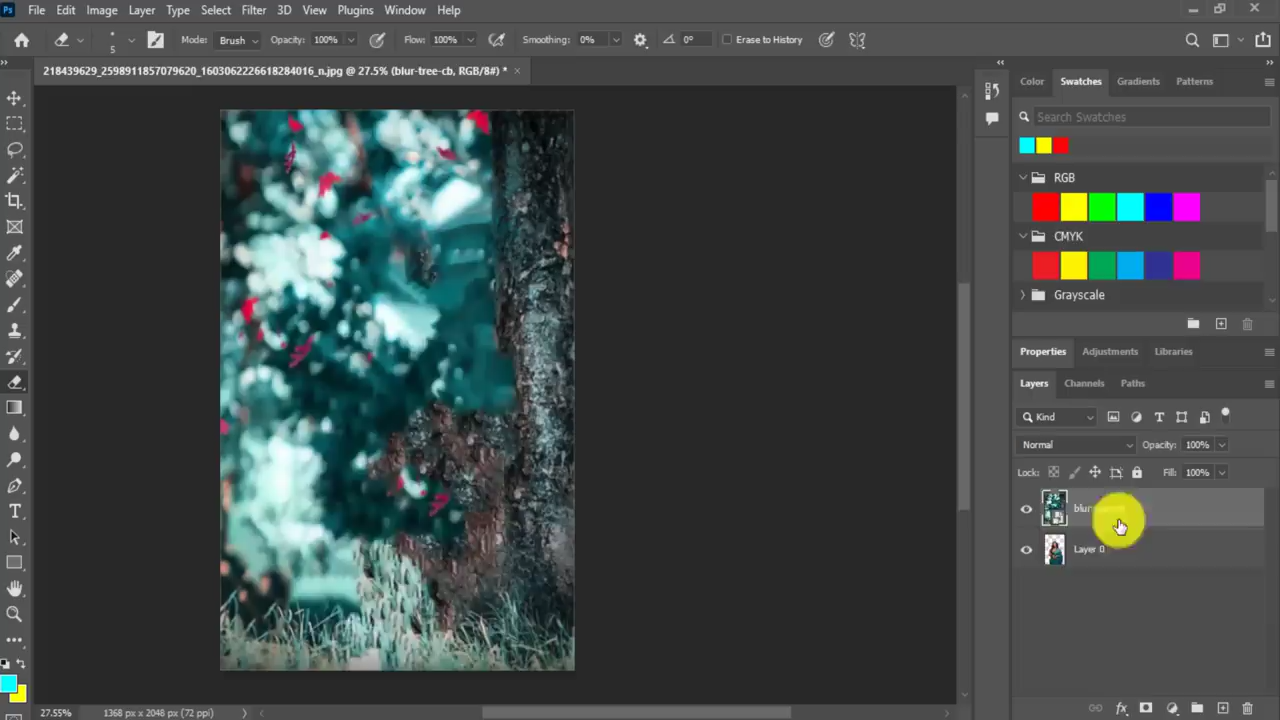 Ps File Edit Image Layer Type Select Filter 3D View Plugins Window Help
5 Mode: Brush Opacity: 100% Flow: 100% Smoothing: 0% 0° Erase to History
218439629_2598911857079620_1603062226618284016_n.jpg @ 27.5% (blur-tree-cb, RGB/8#) *
Color Swatches Gradients Patterns
Search Swatches
RGB
CMYK
Grayscale
Properties Adjustments Libraries
Layers Channels Paths
Kind
Normal Opacity: 100%
Lock: Fill: 100%
Layer 0
T
27.55% 1368 px x 2048 px (72 ppi)
fx